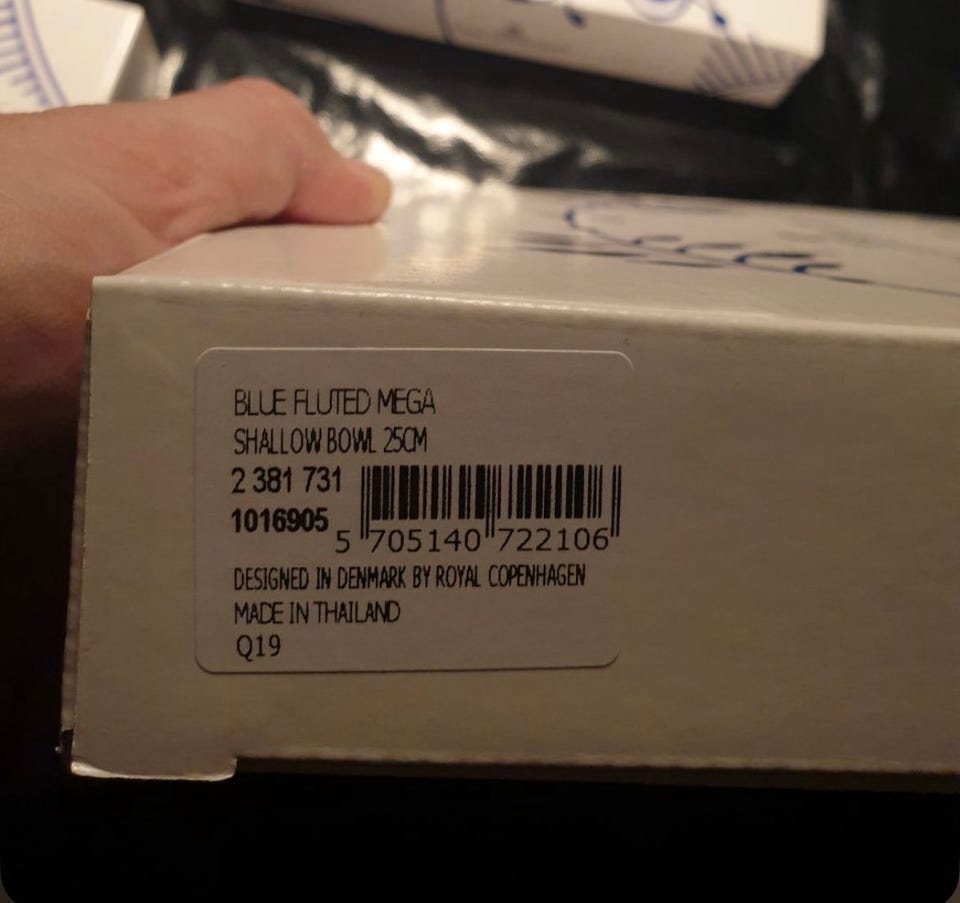 BLUE FLUTED MEGA
SHALLOW BOWL 25CM
2 381 731
1016905
5 705140 722106
DESIGNED IN DENMARK BY ROYAL COPENHAGEN
MADE IN THAILAND
Q19